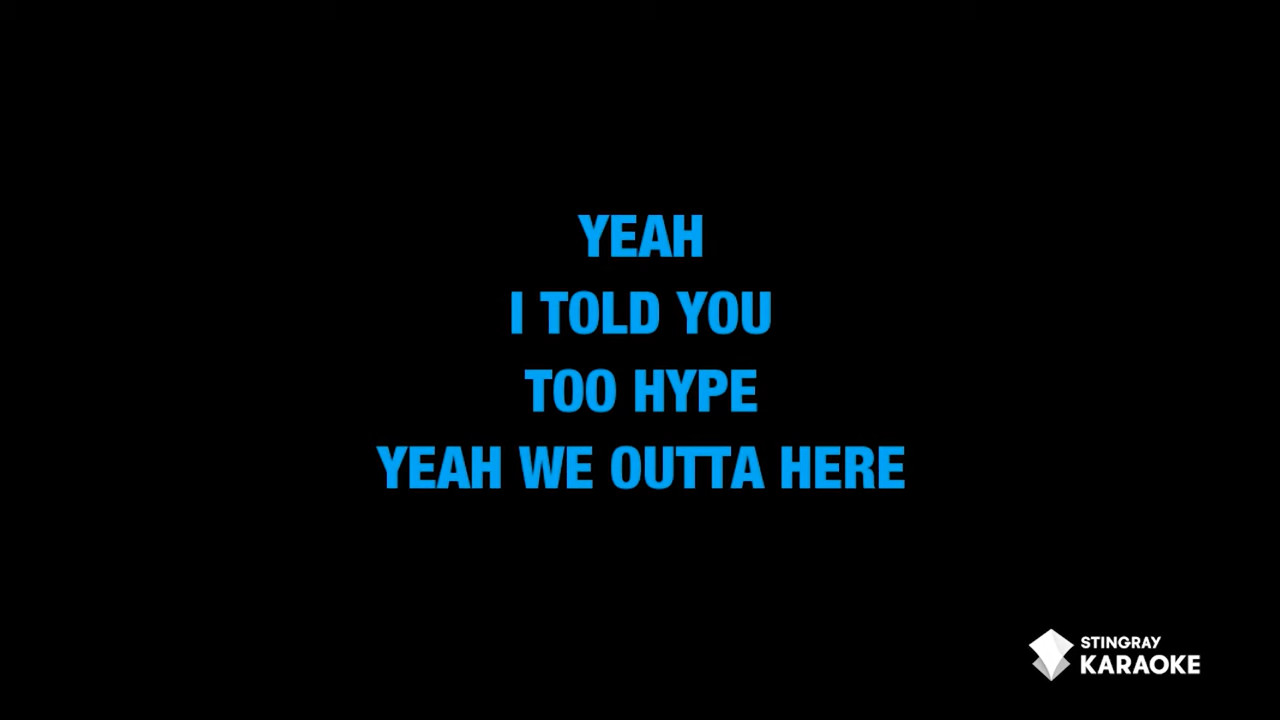 YEAH
I TOLD YOU
TOO HYPE
YEAH WE OUTTA HERE
STINGRAY
KARAOKE